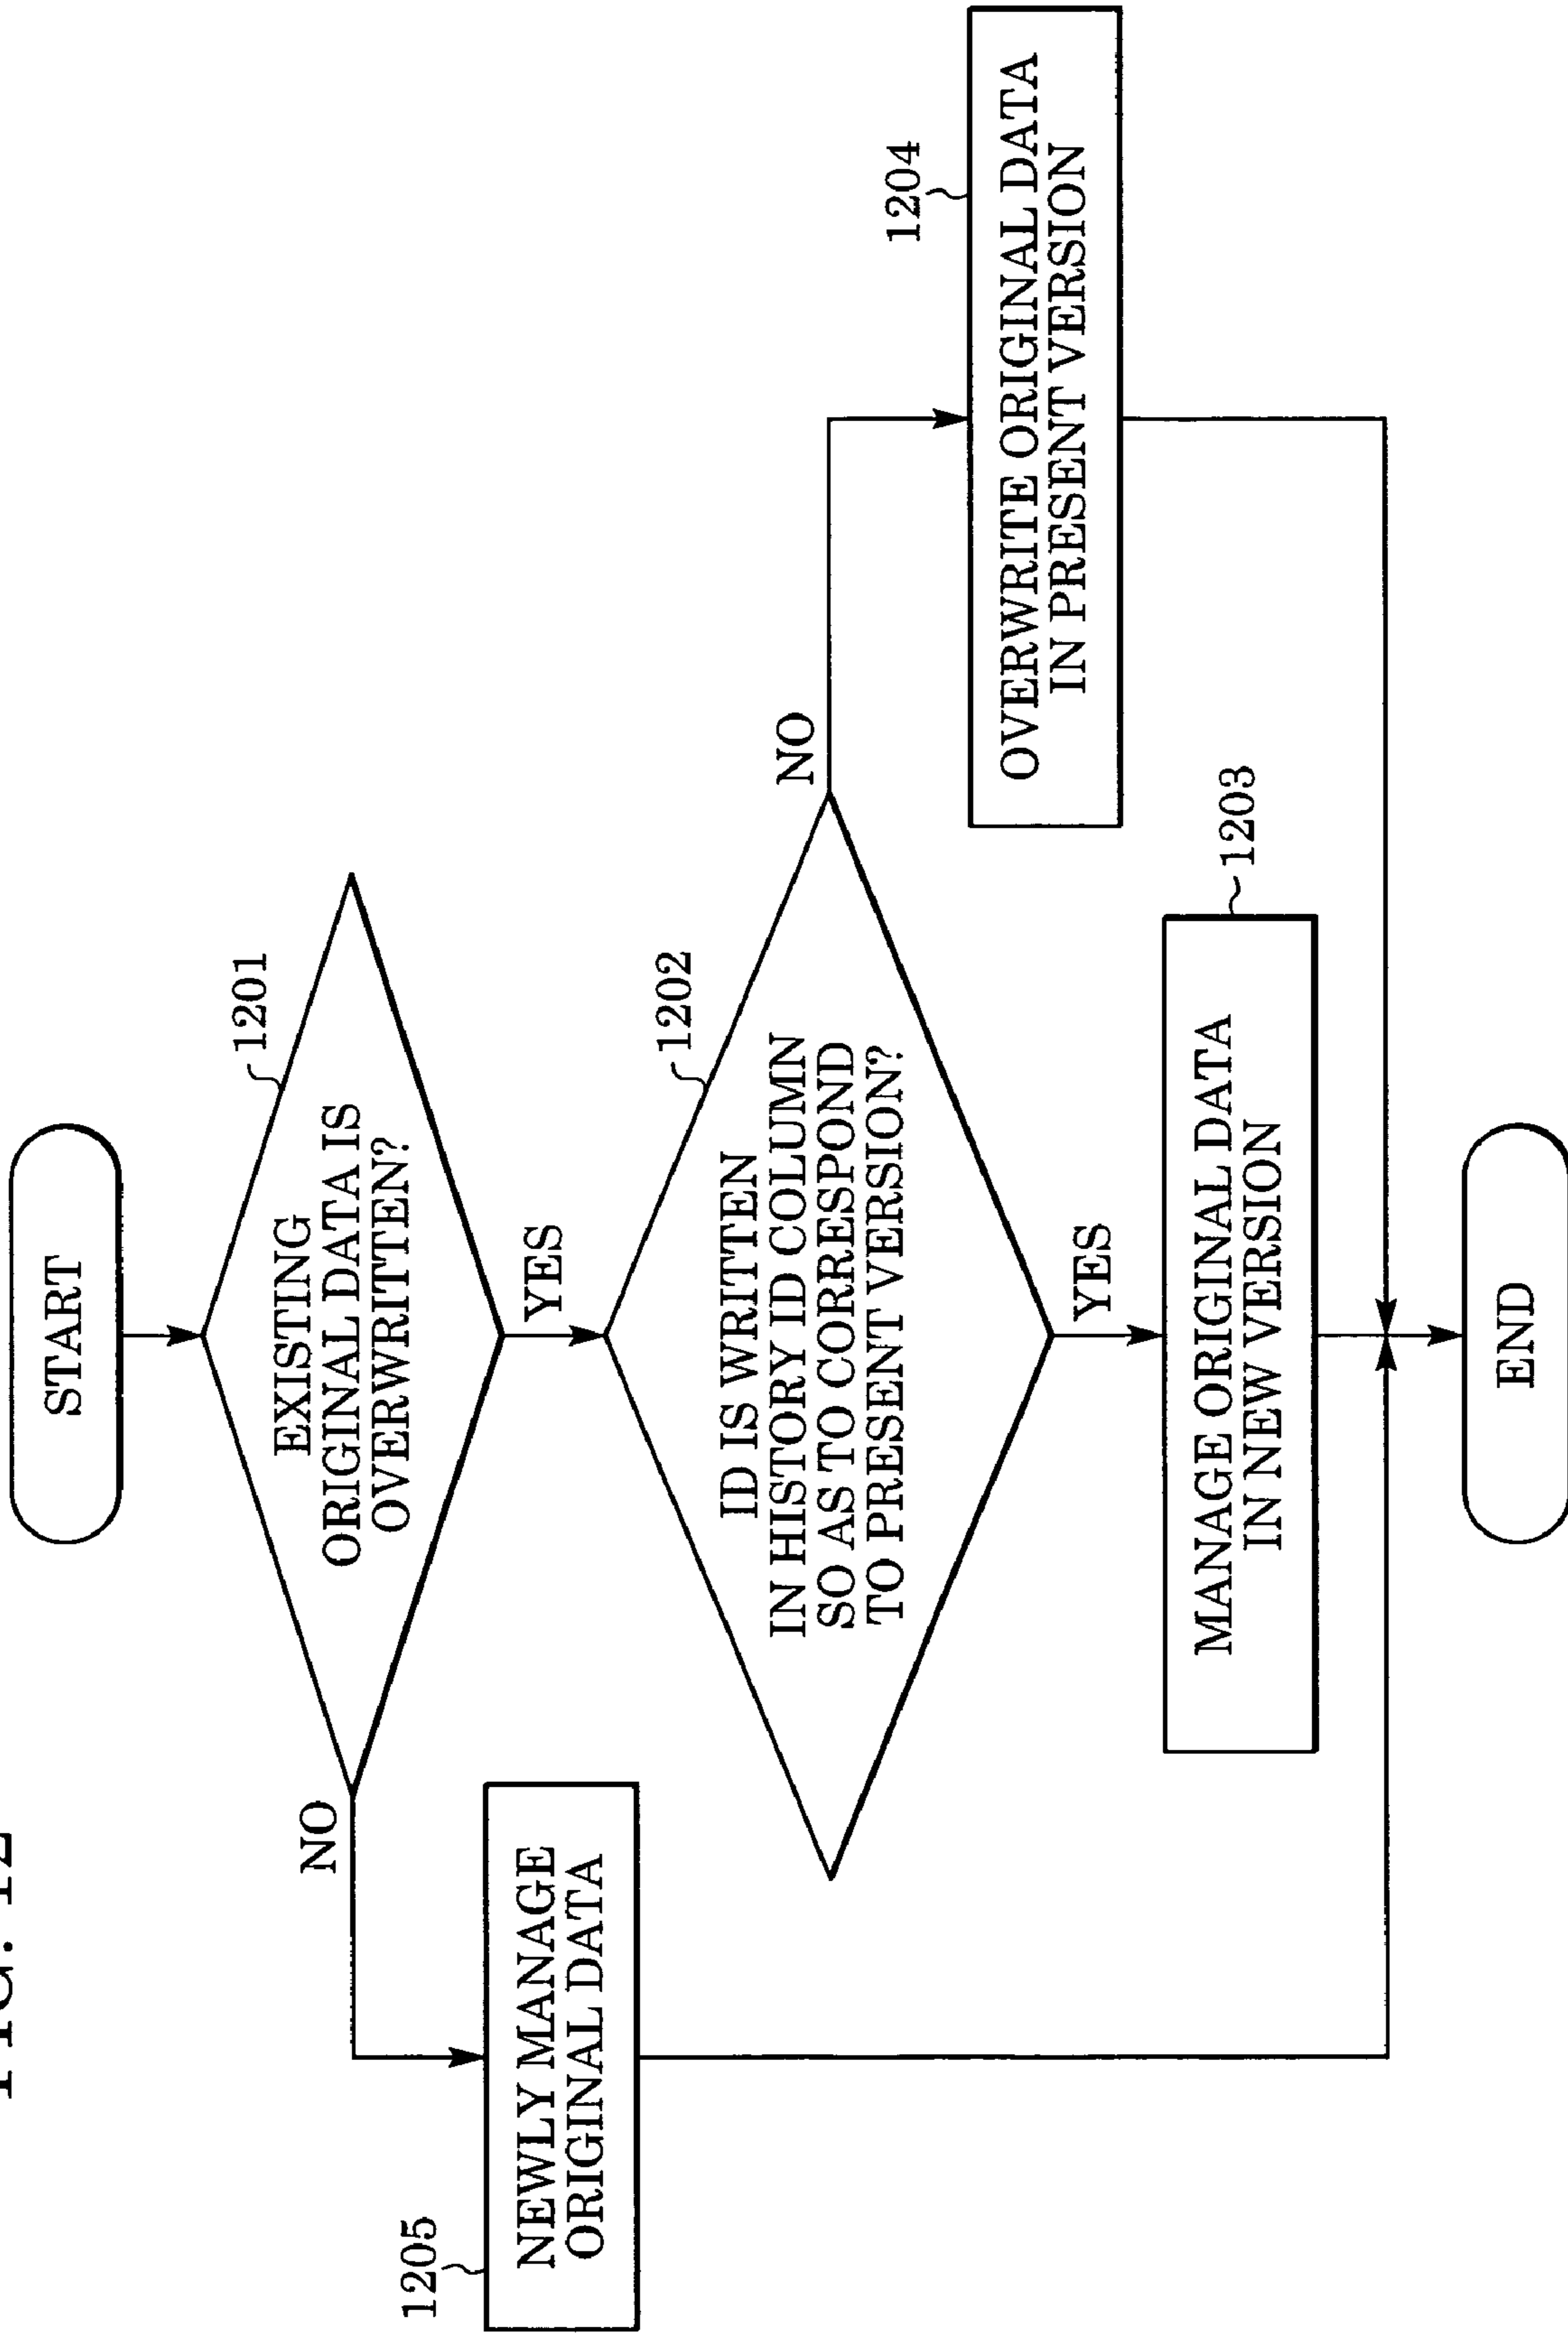 FIG. 12
START
1201
EXISTING
ORIGINAL DATA IS
OVERWRITTEN?
NO
YES
1205
NEWLY MANAGE
ORIGINAL DATA
1202
ID IS WRITTEN
IN HISTORY ID COLUMN
SO AS TO CORRESPOND
TO PRESENT VERSION?
NO
YES
1204
OVERWRITE ORIGINAL DATA
IN PRESENT VERSION
1203
MANAGE ORIGINAL DATA
IN NEW VERSION
END